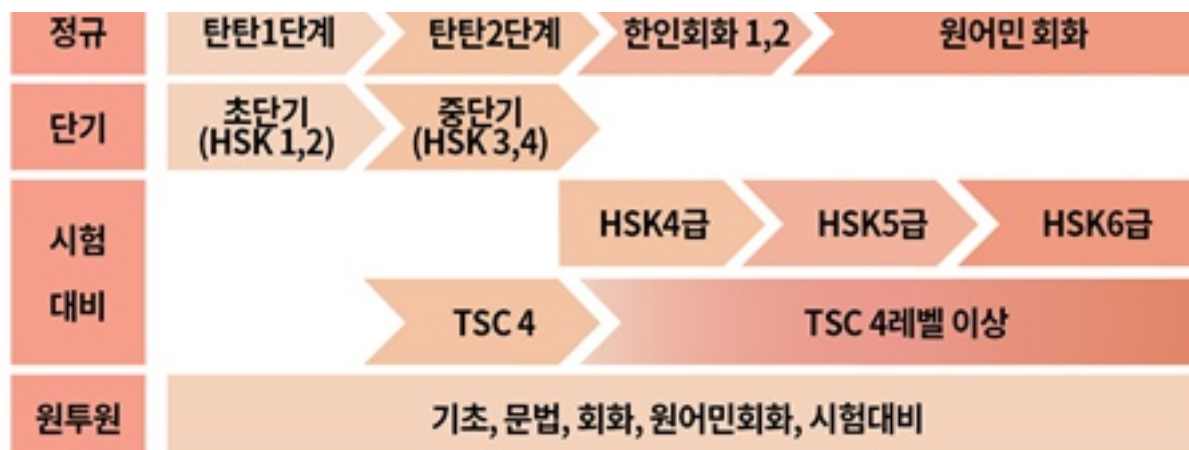 정규 탄탄1단계 탄탄2단계 한인회화 1,2 원어민 회화
단기 초단기 중단기
(HSK 1,2) (HSK 3,4)
시험
대비
HSK4급 HSK5급 HSK6급
TSC 4 TSC 4레벨 이상
원투원 기초, 문법, 회화, 원어민회화, 시험대비